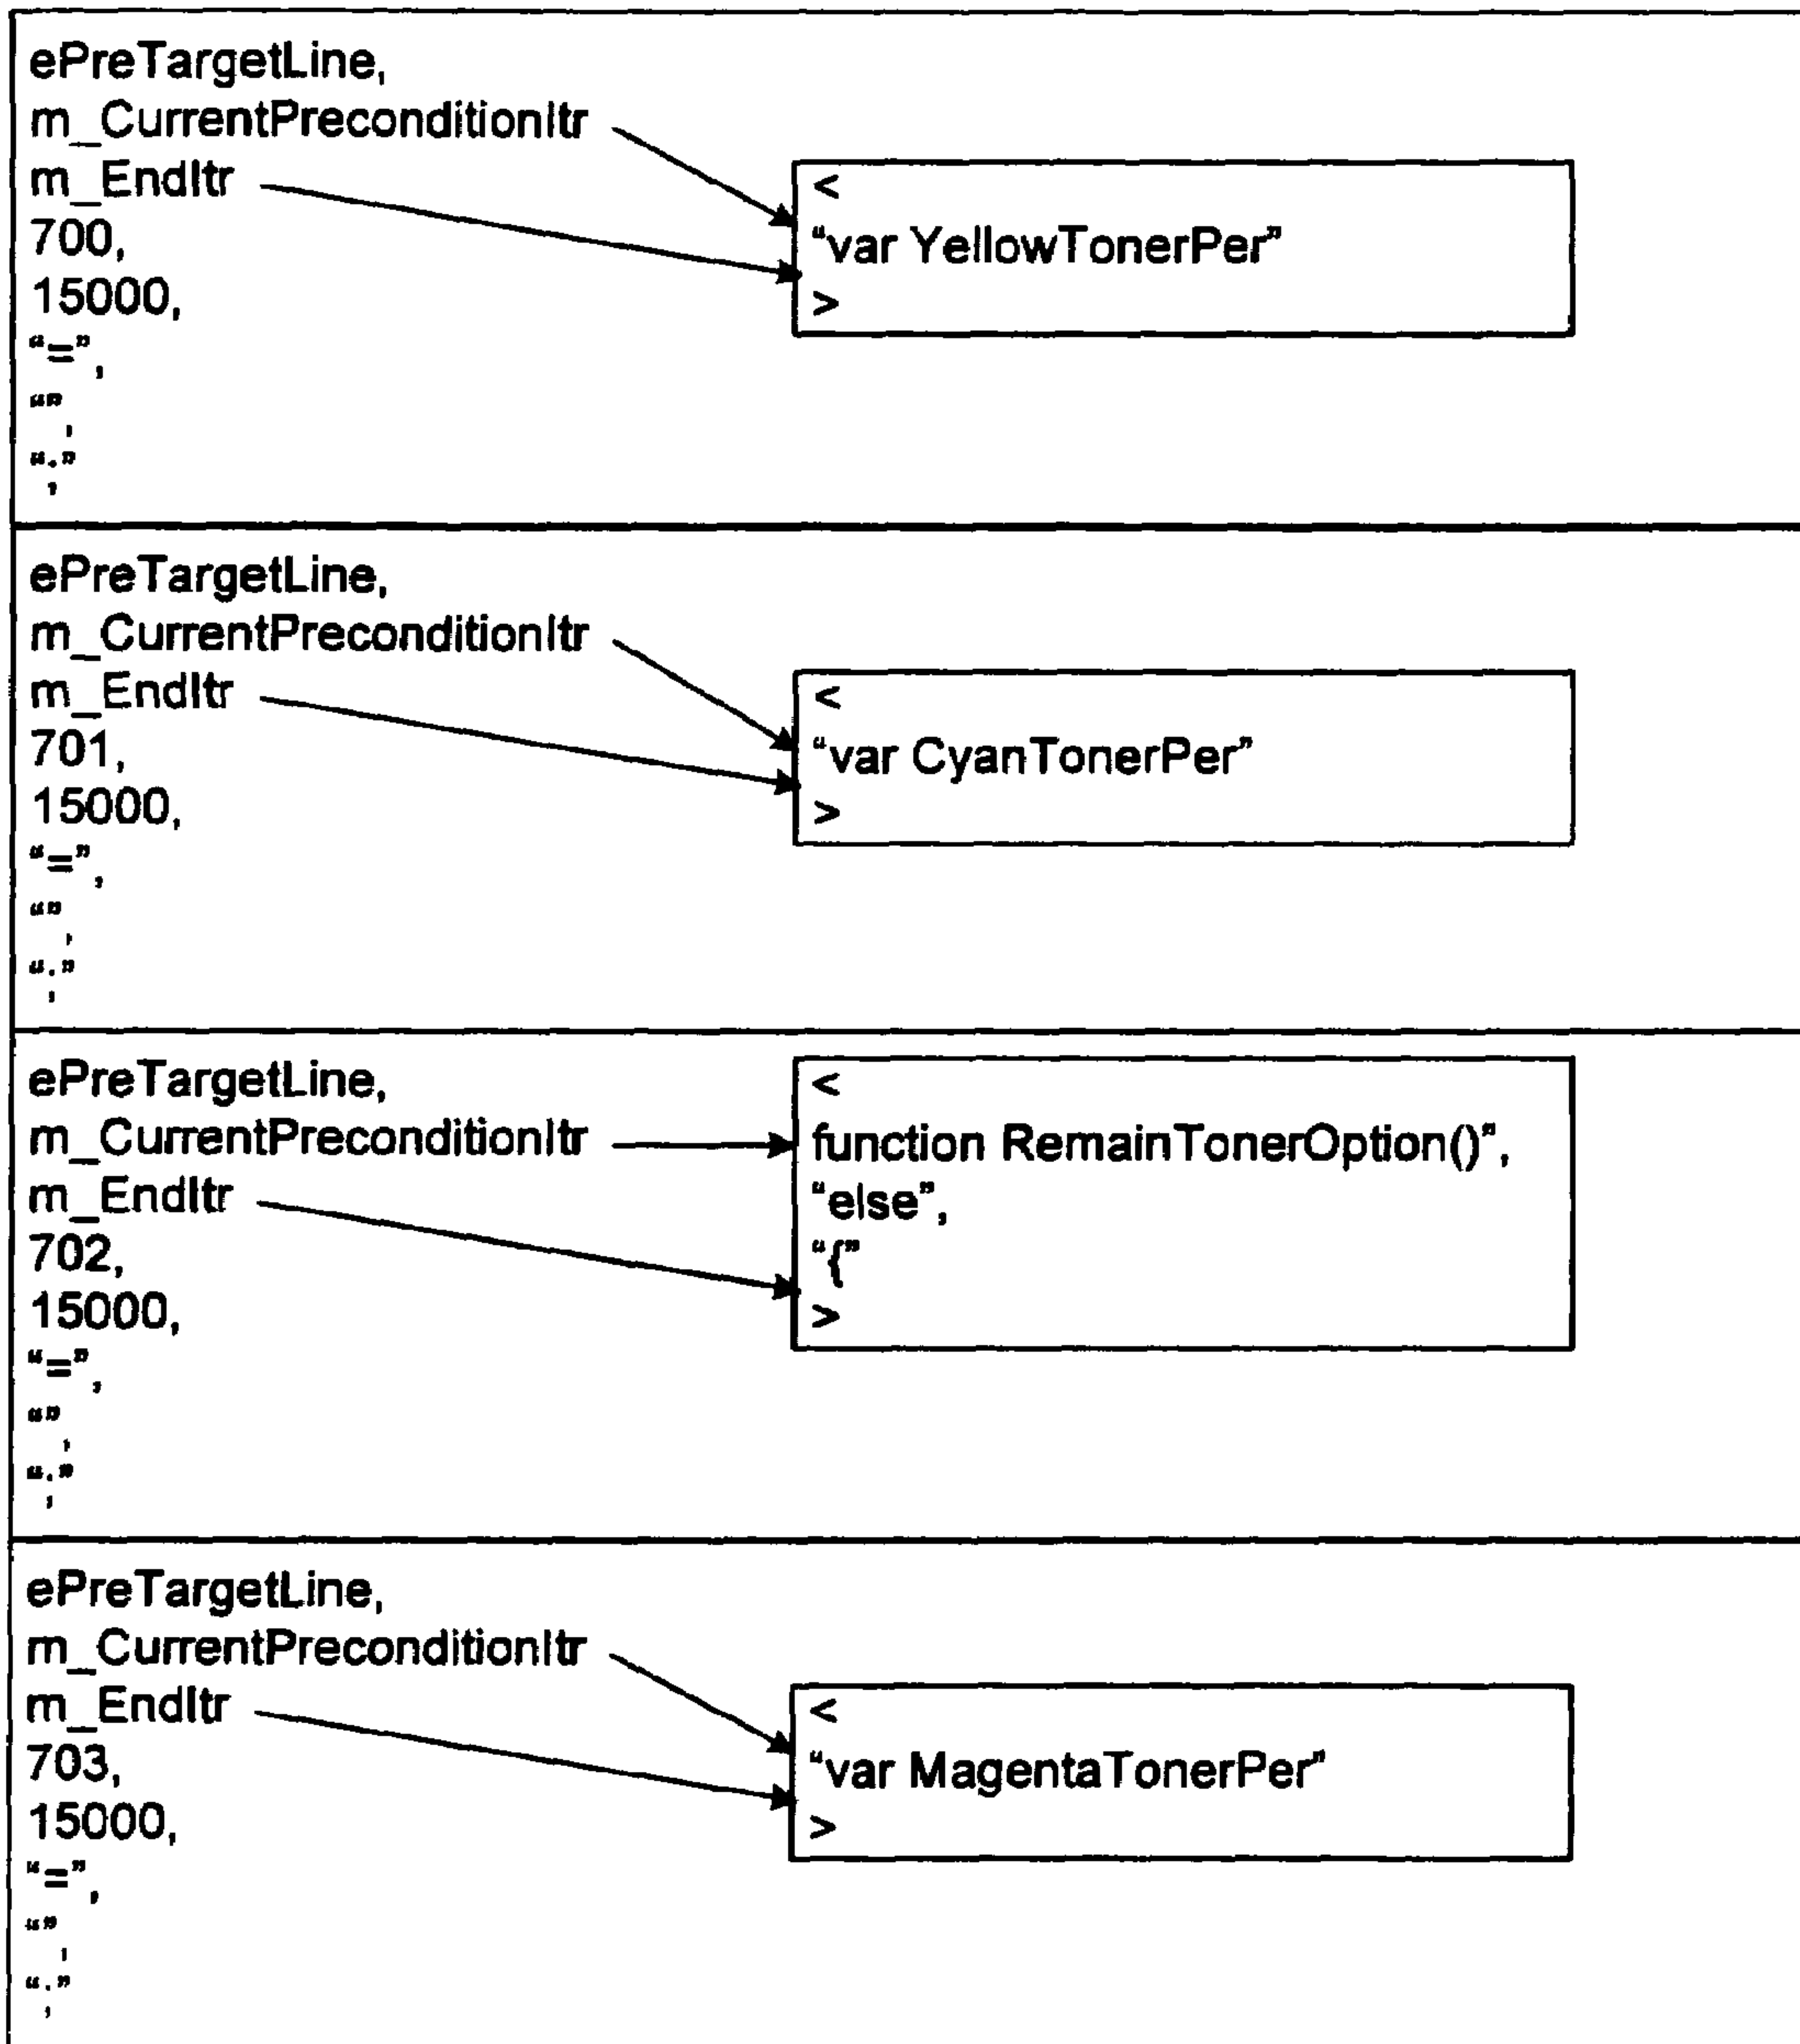 ePreTargetLine,
m_CurrentPreconditionItr
m_EndItr
700,
15000,
“=”,
“”,
“;”
<
“var YellowTonerPer”
>
ePreTargetLine,
m_CurrentPreconditionItr
m_EndItr
701,
15000,
“=”,
“”,
“;”
<
“var CyanTonerPer”
>
ePreTargetLine,
m_CurrentPreconditionItr
m_EndItr
702,
15000,
“=”,
“”,
“;”
<
function RemainTonerOption()”,
“else”,
“{”
>
ePreTargetLine,
m_CurrentPreconditionItr
m_EndItr
703,
15000,
“=”,
“”,
“;”
<
“var MagentaTonerPer”
>